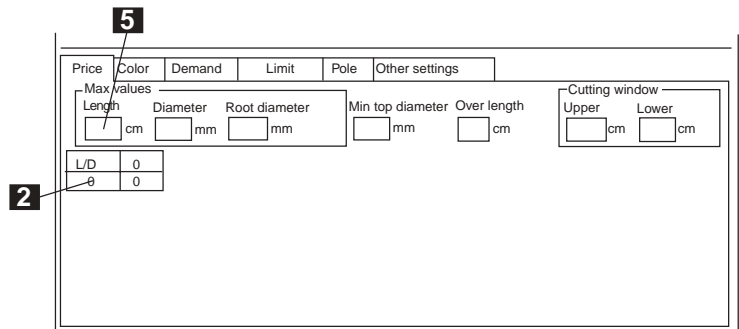 5
Price Color Demand Limit Pole Other settings
Max values Cutting window
Length Diameter Root diameter Min top diameter Over length Upper Lower
cm mm mm mm cm cm cm
L/D 0
0 0
2